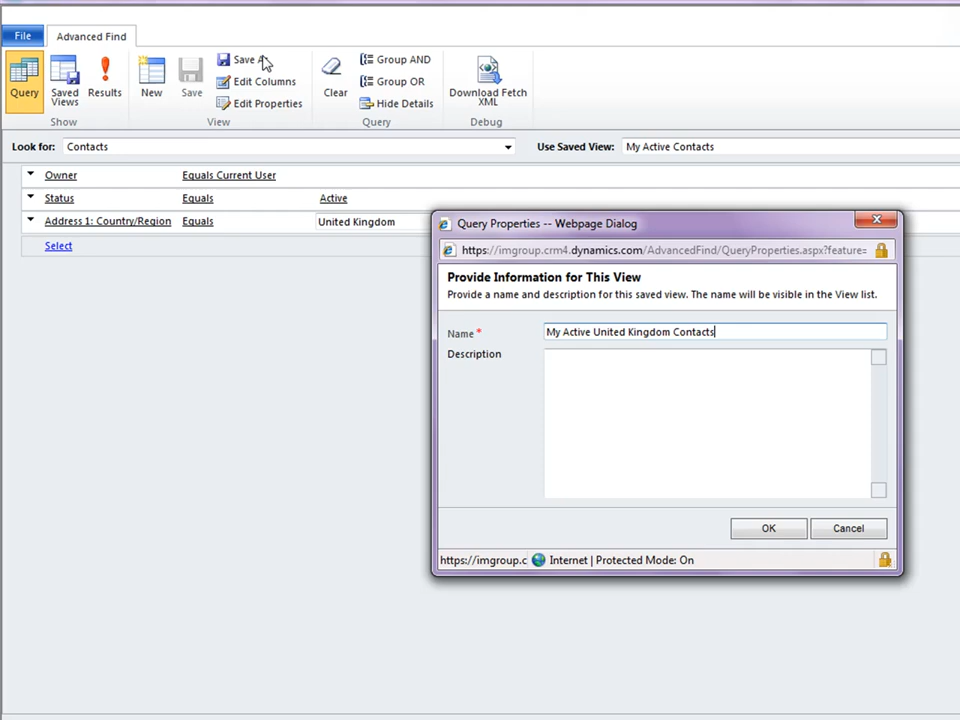 File
Advanced Find
Query
Saved Views
Results
New
Save
Save A
Edit Columns
Edit Properties
Clear
Group AND
Group OR
Hide Details
Download Fetch XML
Show
View
Query
Debug
Look for: Contacts
Use Saved View: My Active Contacts
Owner Equals Current User
Status Equals Active
Address 1: Country/Region Equals United Kingdom
Select
Query Properties -- Webpage Dialog
https://imgroup.crm4.dynamics.com/AdvancedFind/QueryProperties.aspx?feature=
Provide Information for This View
Provide a name and description for this saved view. The name will be visible in the View list.
Name * My Active United Kingdom Contacts
Description
OK Cancel
https://imgroup.c Internet | Protected Mode: On